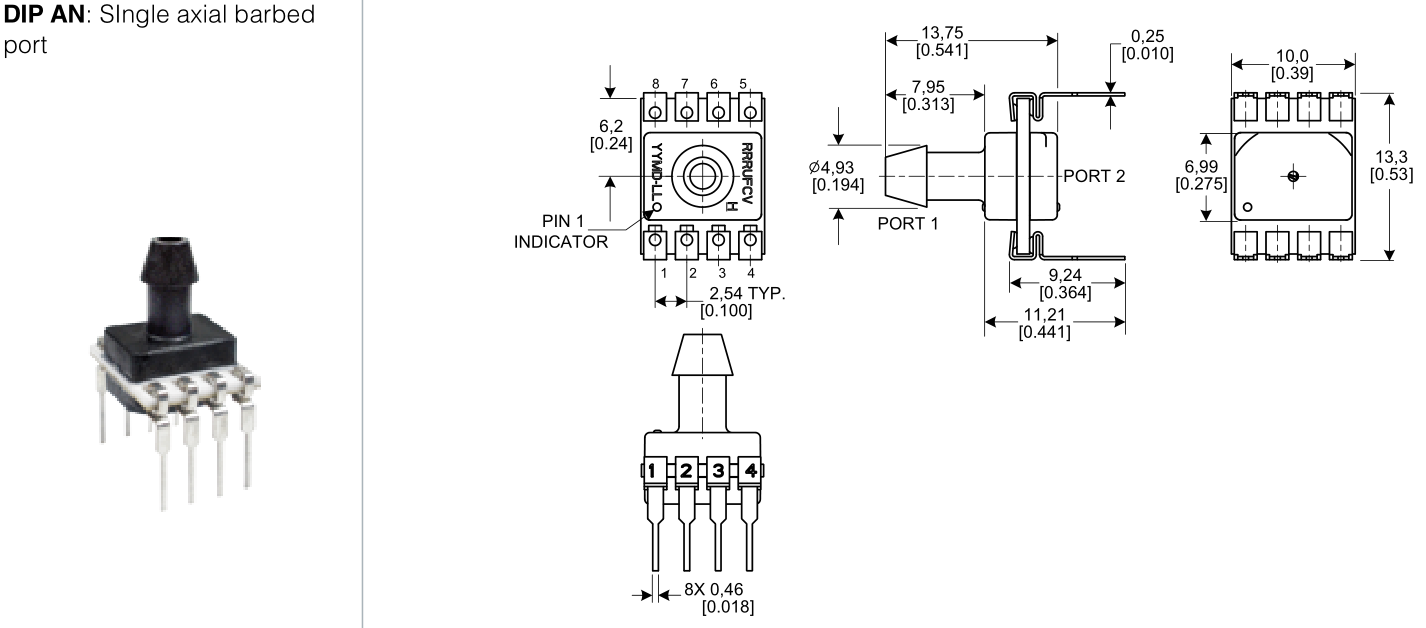 DIP AN: SIngle axial barbed
port
8 7 6 5
6,2
[0.24]
YYMD-LL
RRRUFCV
H
PIN 1
INDICATOR
1 2 3 4
2,54 TYP.
[0.100]
13,75
[0.541]
0,25
[0.010]
7,95
[0.313]
Ø4,93
[0.194]
PORT 2
PORT 1
9,24
[0.364]
11,21
[0.441]
10,0
[0.39]
6,99
[0.275]
13,3
[0.53]
1 2 3 4
8X 0,46
[0.018]